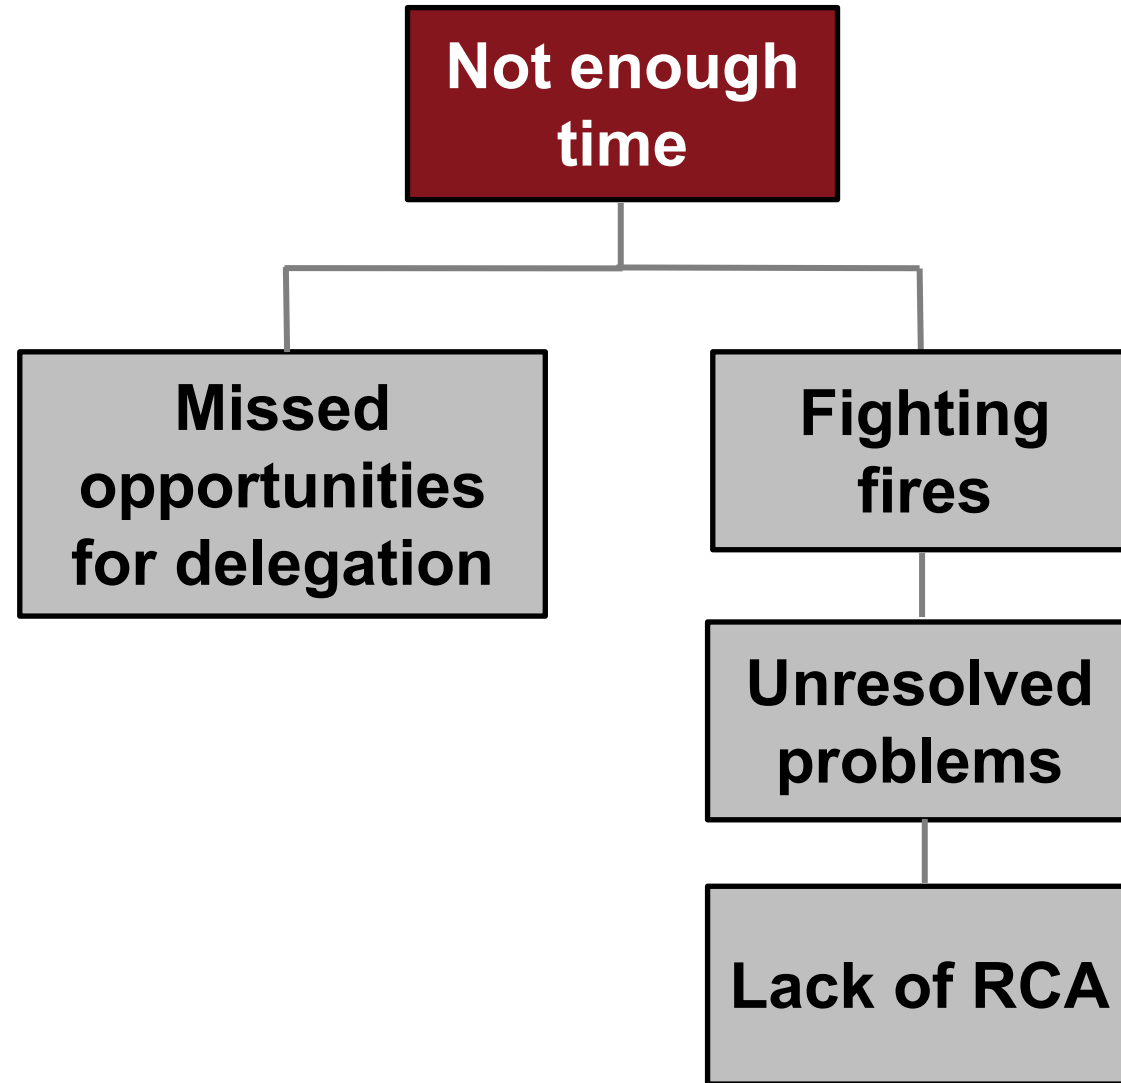 Not enough
time
Missed
opportunities
for delegation
Fighting
fires
Unresolved
problems
Lack of RCA